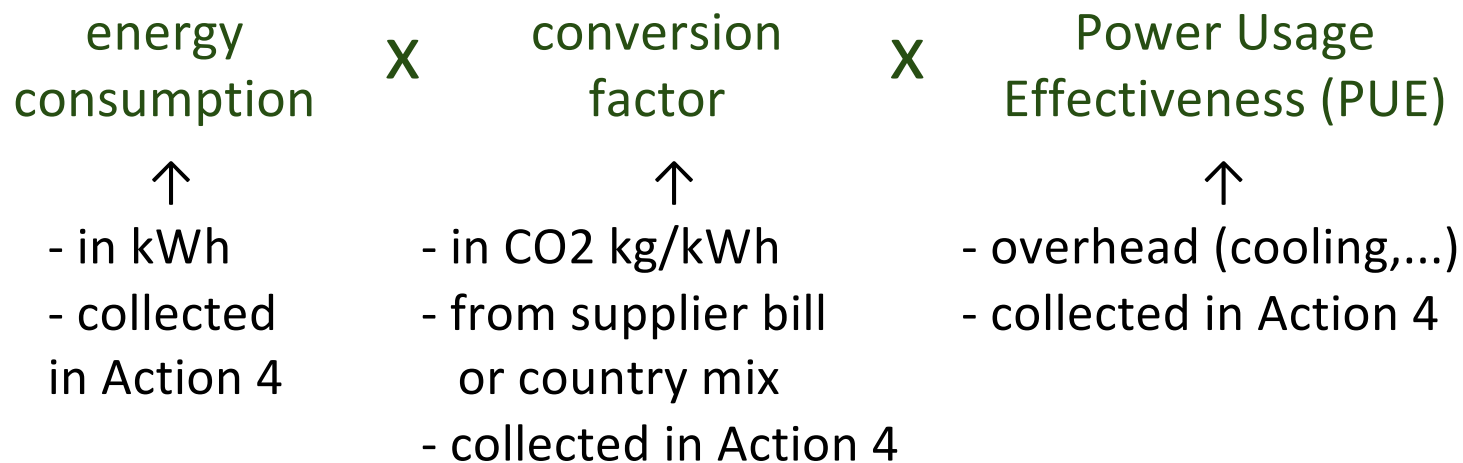 energy
consumption
x
conversion
factor
x
Power Usage
Effectiveness (PUE)
↑
- in kWh
- collected
in Action 4
↑
- in CO2 kg/kWh
- from supplier bill
or country mix
- collected in Action 4
↑
- overhead (cooling,...)
- collected in Action 4